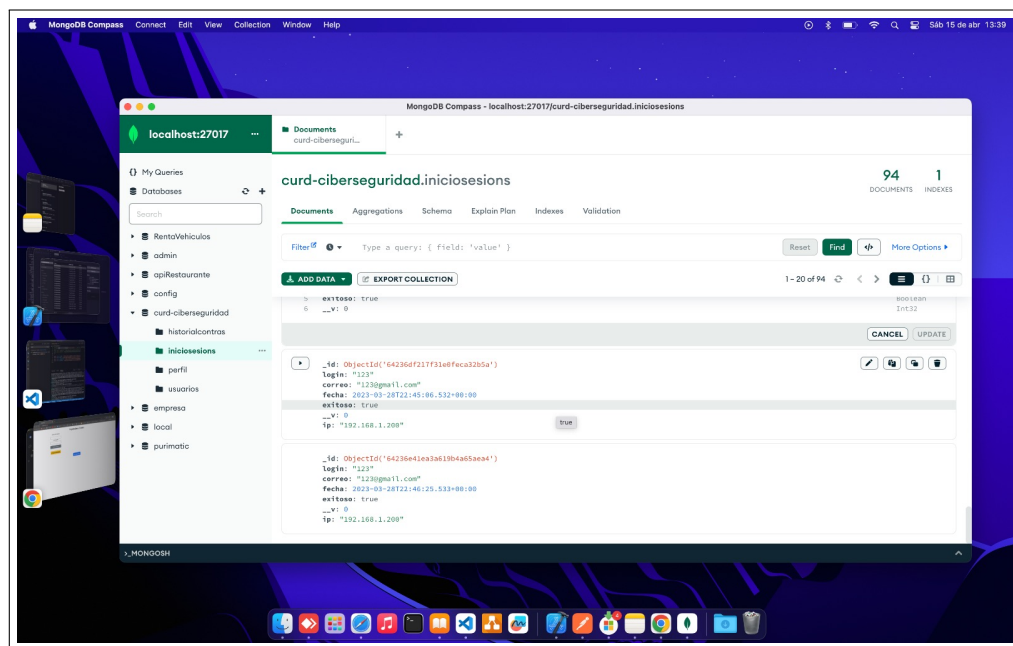 MongoDB Compass Connect Edit View Collection Window Help Sáb 15 de abr 13:39
MongoDB Compass - localhost:27017/curd-ciberseguridad.iniciosesions
localhost:27017 ...
Documents
curd-ciberseguri...
+
{} My Queries
Databases
Search
RentaVehiculos
admin
apiRestaurante
config
curd-ciberseguridad
historialcontras
iniciosesions ...
perfil
usuarios
empresa
local
purimatic
curd-ciberseguridad.iniciosesions
94
DOCUMENTS
1
INDEXES
Documents Aggregations Schema Explain Plan Indexes Validation
Filter Type a query: { field: 'value' } Reset Find </> More Options
ADD DATA EXPORT COLLECTION 1 – 20 of 94 {}
5 exitoso: true Boolean
6 __v: 0 Int32
CANCEL UPDATE
_id: ObjectId('64236df217f31e0feca32b5a')
login: "123"
correo: "123@gmail.com"
fecha: 2023-03-28T22:45:06.532+00:00
exitoso: true
__v: 0
ip: "192.168.1.200"
true
_id: ObjectId('64236e41ea3a619b4a65aea4')
login: "123"
correo: "123@gmail.com"
fecha: 2023-03-28T22:46:25.533+00:00
exitoso: true
__v: 0
ip: "192.168.1.200"
>_MONGOSH